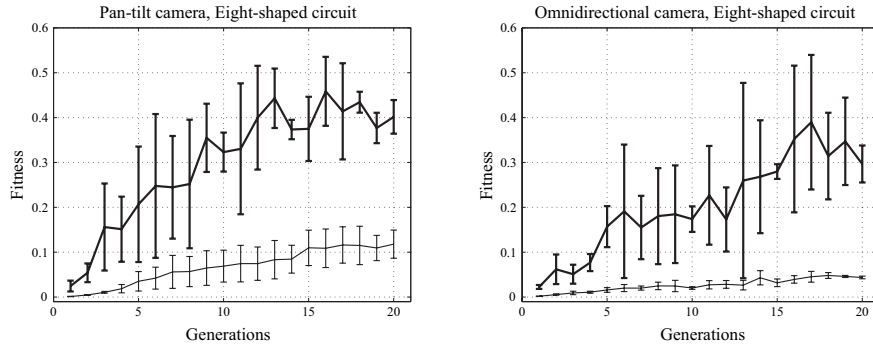 Pan-tilt camera, Eight-shaped circuit
0.6
0.5
0.4
0.3
0.2
0.1
0
Fitness
0 5 10 15 20
Generations
Omnidirectional camera, Eight-shaped circuit
0.6
0.5
0.4
0.3
0.2
0.1
0
Fitness
0 5 10 15 20
Generations